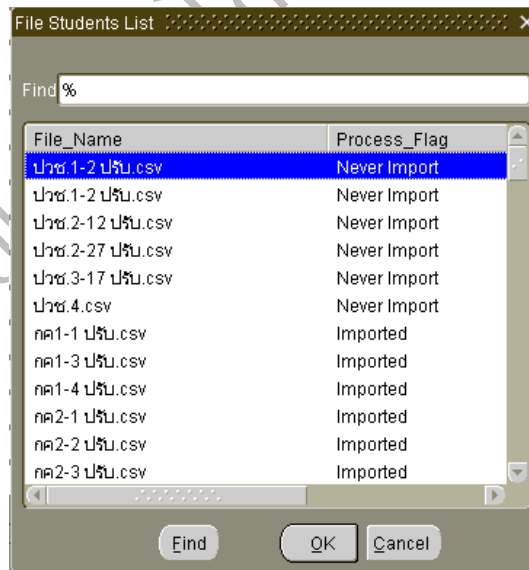 File Students List
Find %
File_Name Process_Flag
ปวช.1-2 ปรับ.csv Never Import
ปวช.1-2 ปรับ.csv Never Import
ปวช.2-12 ปรับ.csv Never Import
ปวช.2-27 ปรับ.csv Never Import
ปวช.3-17 ปรับ.csv Never Import
ปวช.4.csv Never Import
กค1-1 ปรับ.csv Imported
กค1-3 ปรับ.csv Imported
กค1-4 ปรับ.csv Imported
กค2-1 ปรับ.csv Imported
กค2-2 ปรับ.csv Imported
กค2-3 ปรับ.csv Imported
Find OK Cancel